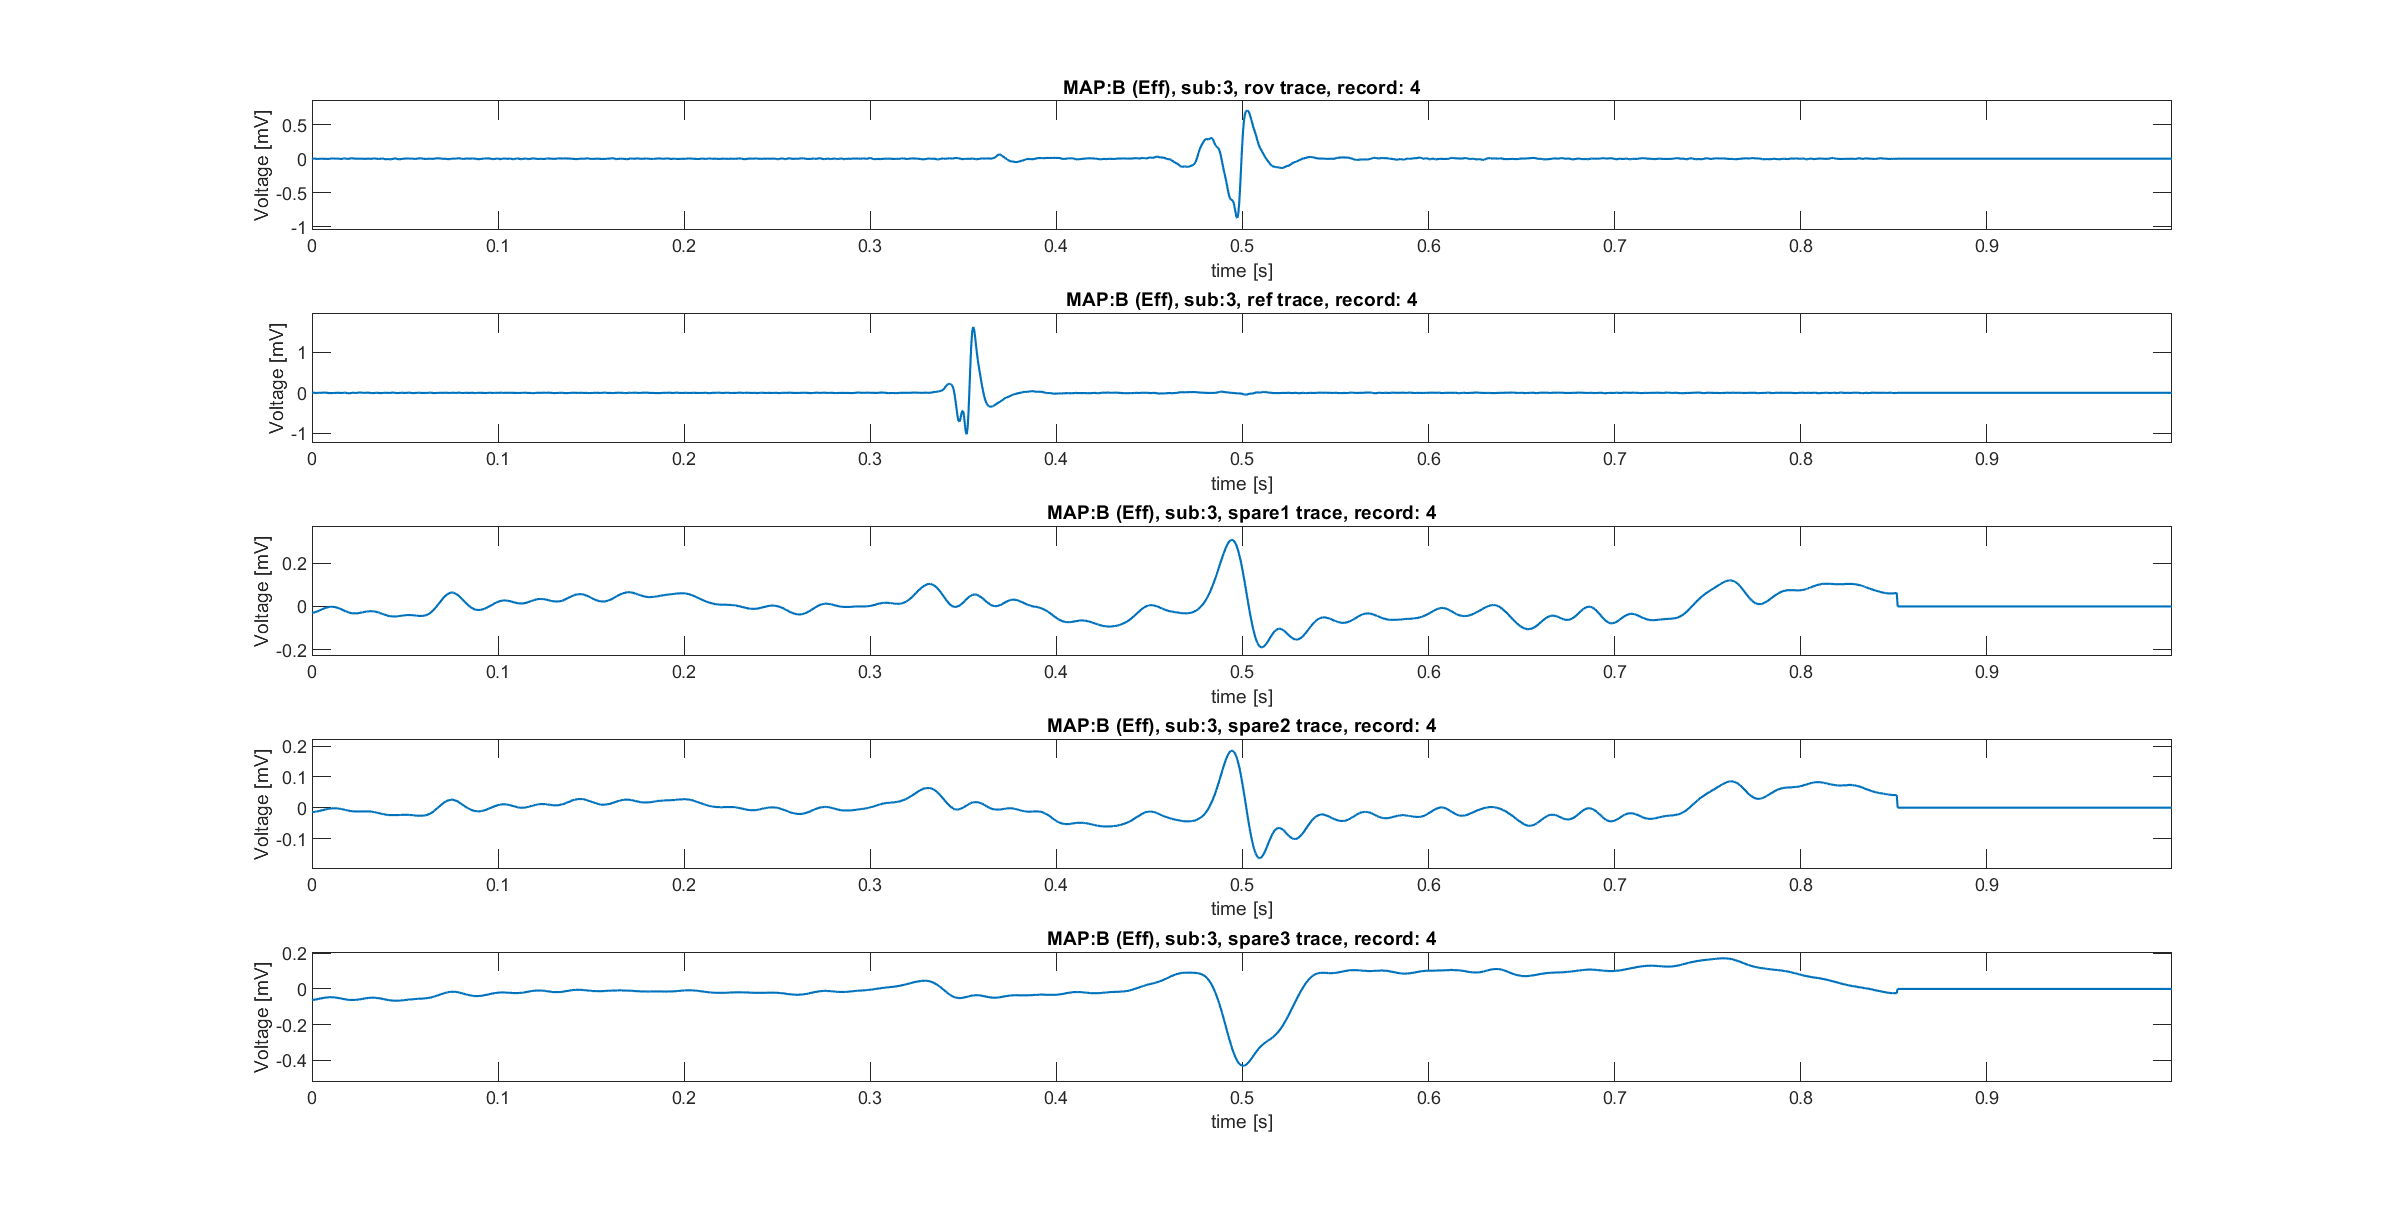 MAP:B (Eff), sub:3, rov trace, record: 4
Voltage [mV]
0.5
0
-0.5
-1
0 0.1 0.2 0.3 0.4 0.5 0.6 0.7 0.8 0.9
time [s]
MAP:B (Eff), sub:3, ref trace, record: 4
Voltage [mV]
1
0
-1
0 0.1 0.2 0.3 0.4 0.5 0.6 0.7 0.8 0.9
time [s]
MAP:B (Eff), sub:3, spare1 trace, record: 4
Voltage [mV]
0.2
0
-0.2
0 0.1 0.2 0.3 0.4 0.5 0.6 0.7 0.8 0.9
time [s]
MAP:B (Eff), sub:3, spare2 trace, record: 4
Voltage [mV]
0.2
0.1
0
-0.1
0 0.1 0.2 0.3 0.4 0.5 0.6 0.7 0.8 0.9
time [s]
MAP:B (Eff), sub:3, spare3 trace, record: 4
Voltage [mV]
0.2
0
-0.2
-0.4
0 0.1 0.2 0.3 0.4 0.5 0.6 0.7 0.8 0.9
time [s]